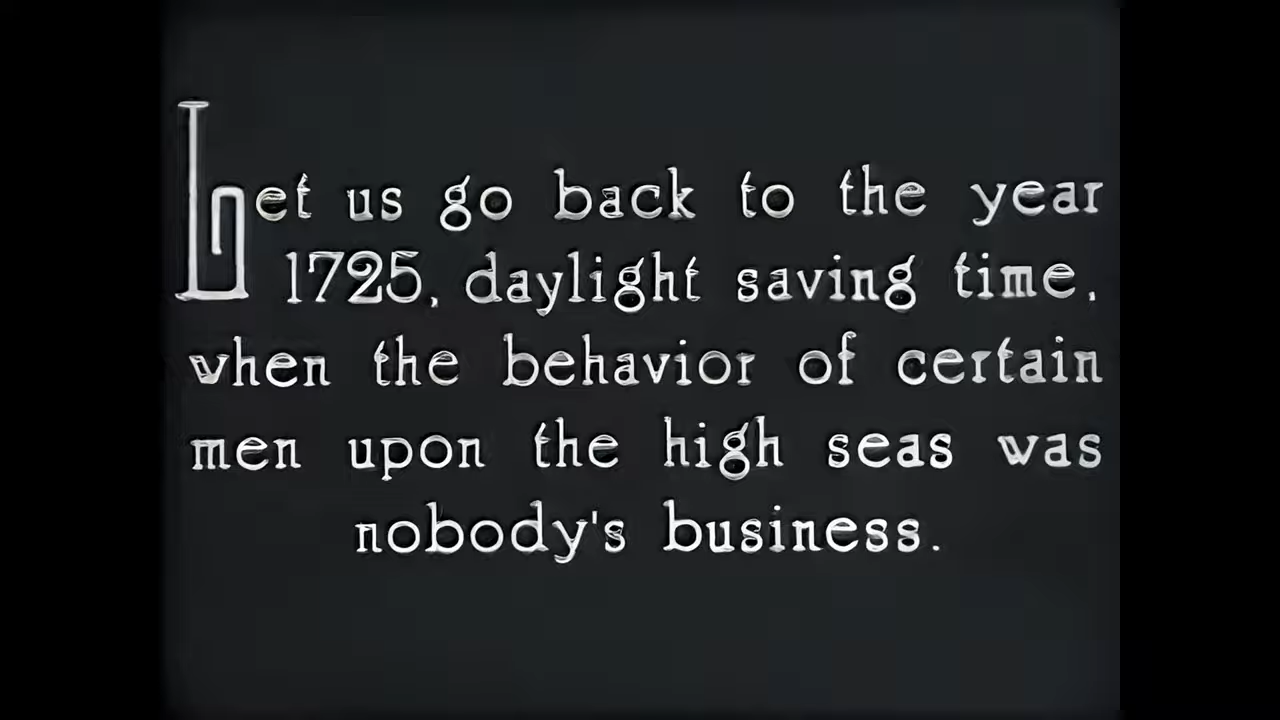 Let us go back to the year
1725, daylight saving time,
when the behavior of certain
men upon the high seas was
nobody's business.